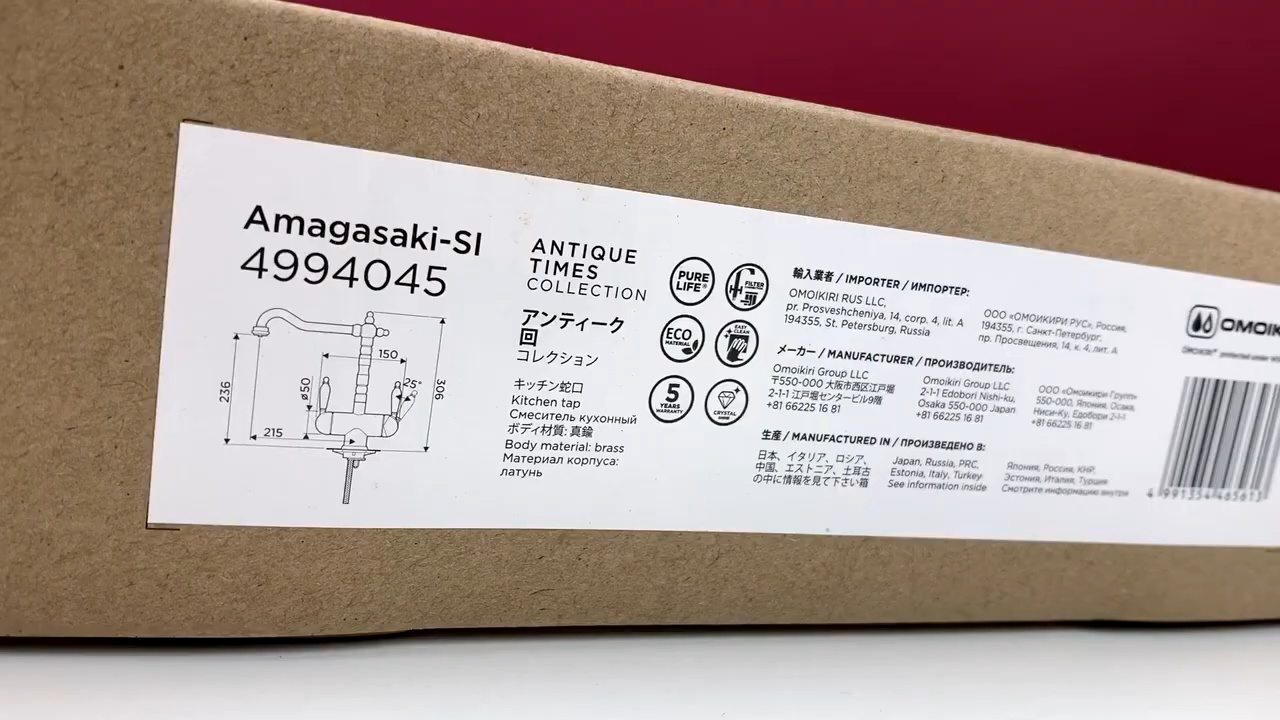 Amagasaki-SI
4994045
236
215
ø50
150
25°
306
ANTIQUE
TIMES
COLLECTION
アンティーク
回
コレクション
キッチン蛇口
Kitchen tap
Смеситель кухонный
ボディ材質: 真鍮
Body material: brass
Материал корпуса:
латунь
PURE
LIFE®
FILTER
ECO
MATERIAL
EASY
CLEAN
5
YEARS
WARRANTY
CRYSTAL
輸入業者 / IMPORTER / ИМПОРТЕР:
OMOIKIRI RUS LLC,
pr. Prosveshcheniya, 14, corp. 4, lit. A
194355, St. Petersburg, Russia
ООО «ОМОИКИРИ РУС», Россия,
194355, г. Санкт-Петербург,
пр. Просвещения, 14, к. 4, лит. А
メーカー / MANUFACTURER / ПРОИЗВОДИТЕЛЬ:
Omoikiri Group LLC
〒550-000 大阪市西区江戸堀
2-1-1 江戸堀センタービル9階
+81 66225 16 81
Omoikiri Group LLC
2-1-1 Edobori Nishi-ku,
Osaka 550-0000 Japan
+81 66225 16 81
ООО «Омоикири Групп»
550-000, Япония, Осака,
Ниси-Ку, Едобори 2-1-1
+81 66225 16 81
生産 / MANUFACTURED IN / ПРОИЗВЕДЕНО В:
日本、イタリア、ロシア、
中国、エストニア、土耳古
の中に情報を見て下さい箱
Japan, Russia, PRC,
Estonia, Italy, Turkey
See information inside
Япония, Россия, КНР,
Эстония, Италия, Турция
Смотрите информацию внутри
OMOIK
4 991354 465613